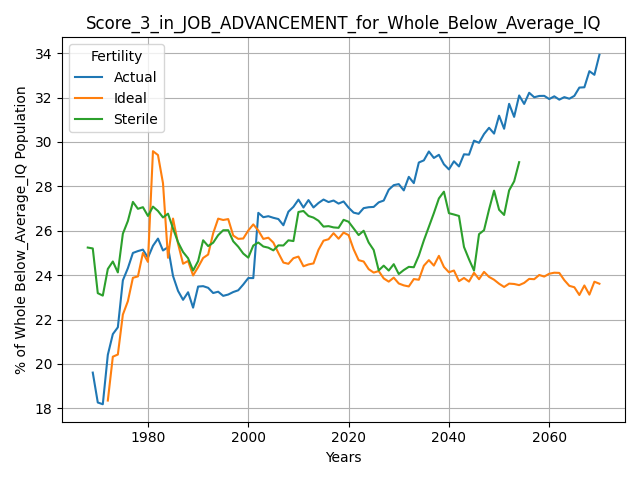 Score_3_in_JOB_ADVANCEMENT_for_Whole_Below_Average_IQ
Fertility
Actual
Ideal
Sterile
% of Whole Below_Average_IQ Population
34
32
30
28
26
24
22
20
18
1980
2000
2020
2040
2060
Years